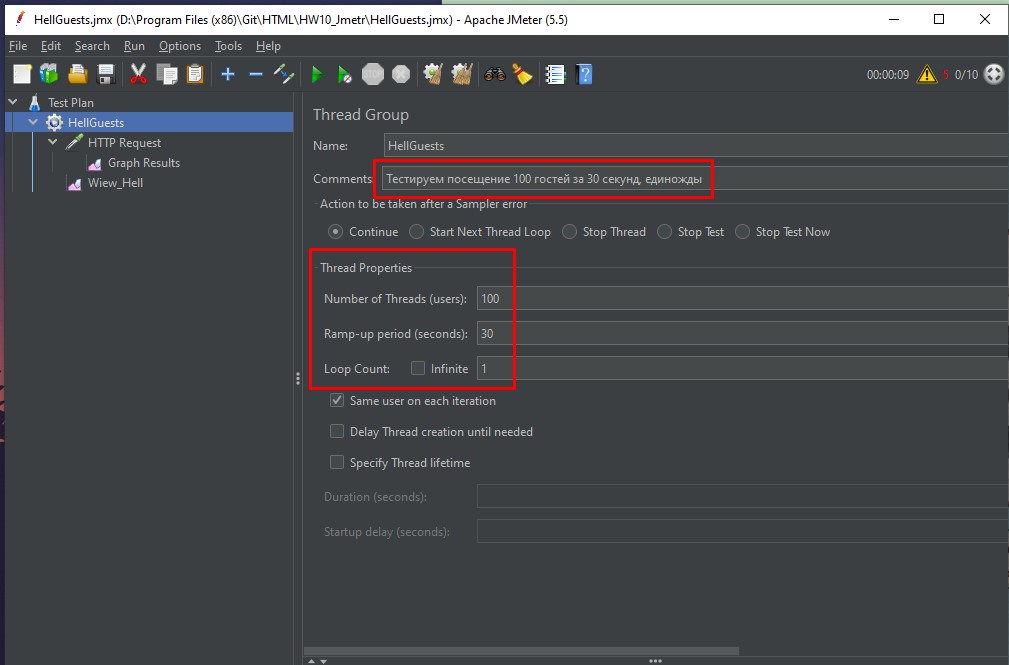 HellGuests.jmx (D:\Program Files (x86)\Git\HTML\HW10_Jmetr\HellGuests.jmx) - Apache JMeter (5.5)
File Edit Search Run Options Tools Help
00:00:09 5 0/10
Test Plan
HellGuests
HTTP Request
Graph Results
Wiew_Hell
Thread Group
Name: HellGuests
Comments: Тестируем посещение 100 гостей за 30 секунд, единожды
Action to be taken after a Sampler error
Continue Start Next Thread Loop Stop Thread Stop Test Stop Test Now
Thread Properties
Number of Threads (users): 100
Ramp-up period (seconds): 30
Loop Count: Infinite 1
Same user on each iteration
Delay Thread creation until needed
Specify Thread lifetime
Duration (seconds):
Startup delay (seconds):